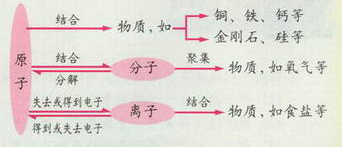 原子
结合
物质，如
铜、铁、钙等
金刚石、硅等
结合
分解
分子
聚集
物质，如氧气等
失去或得到电子
得到或失去电子
离子
结合
物质，如食盐等